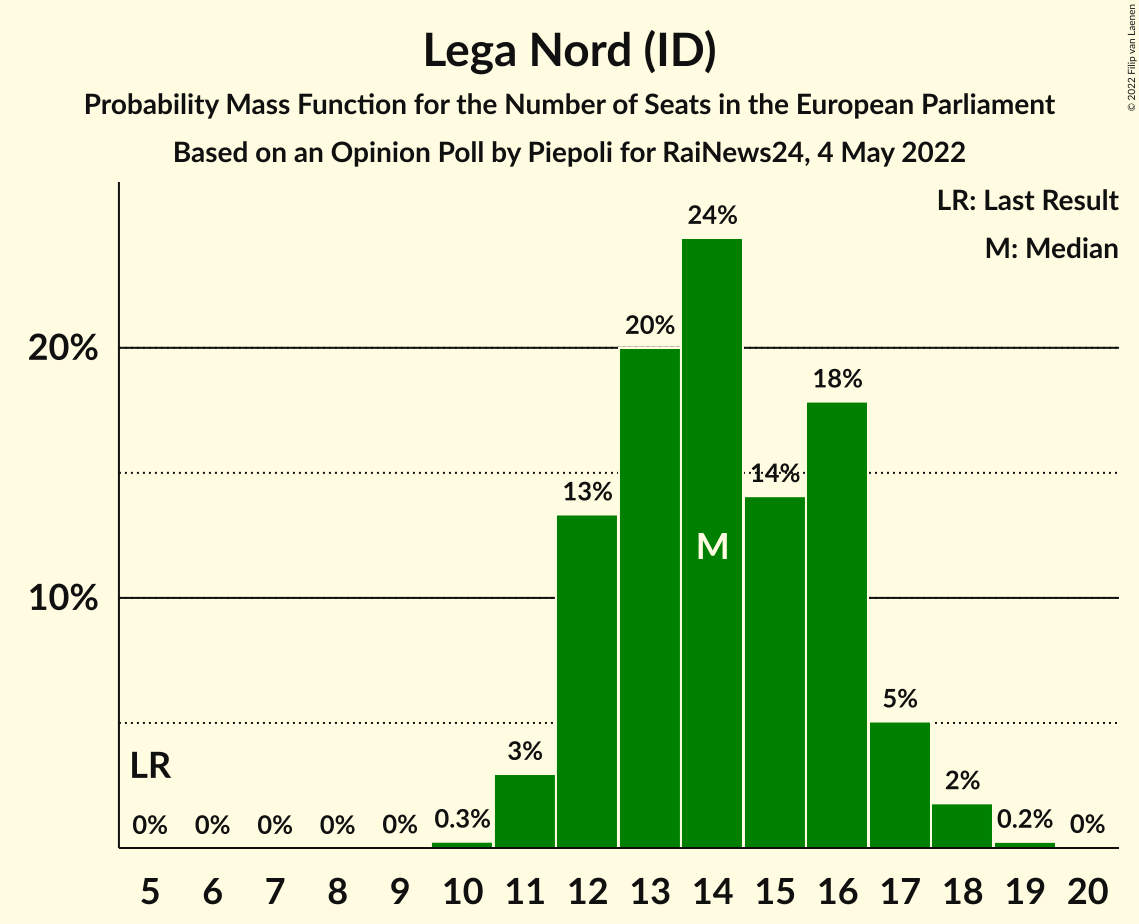 Lega Nord (ID)
Probability Mass Function for the Number of Seats in the European Parliament
Based on an Opinion Poll by Piepoli for RaiNews24, 4 May 2022
© 2022 Filip van Laenen
LR: Last Result
M: Median
24%
20%
20%
18%
14%
13%
M
10%
5%
3%
2%
LR
0% 0% 0% 0% 0% 0.3% 0.2% 0%
5 6 7 8 9 10 11 12 13 14 15 16 17 18 19 20